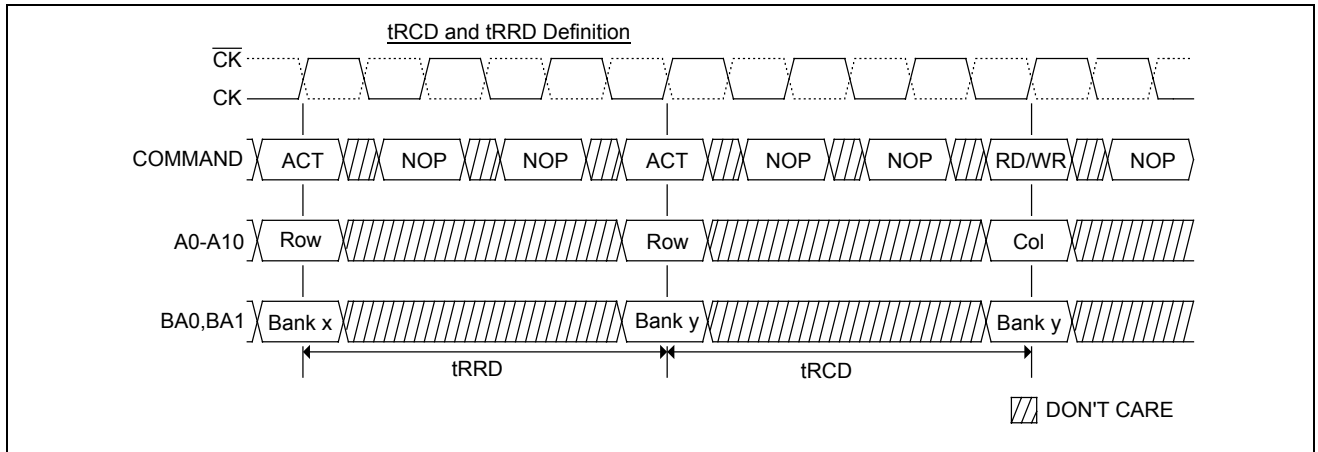 tRCD and tRRD Definition
CK
CK
COMMAND ACT NOP NOP ACT NOP NOP RD/WR NOP
A0-A10 Row Row Col
BA0,BA1 Bank x Bank y Bank y
tRRD tRCD
DON'T CARE